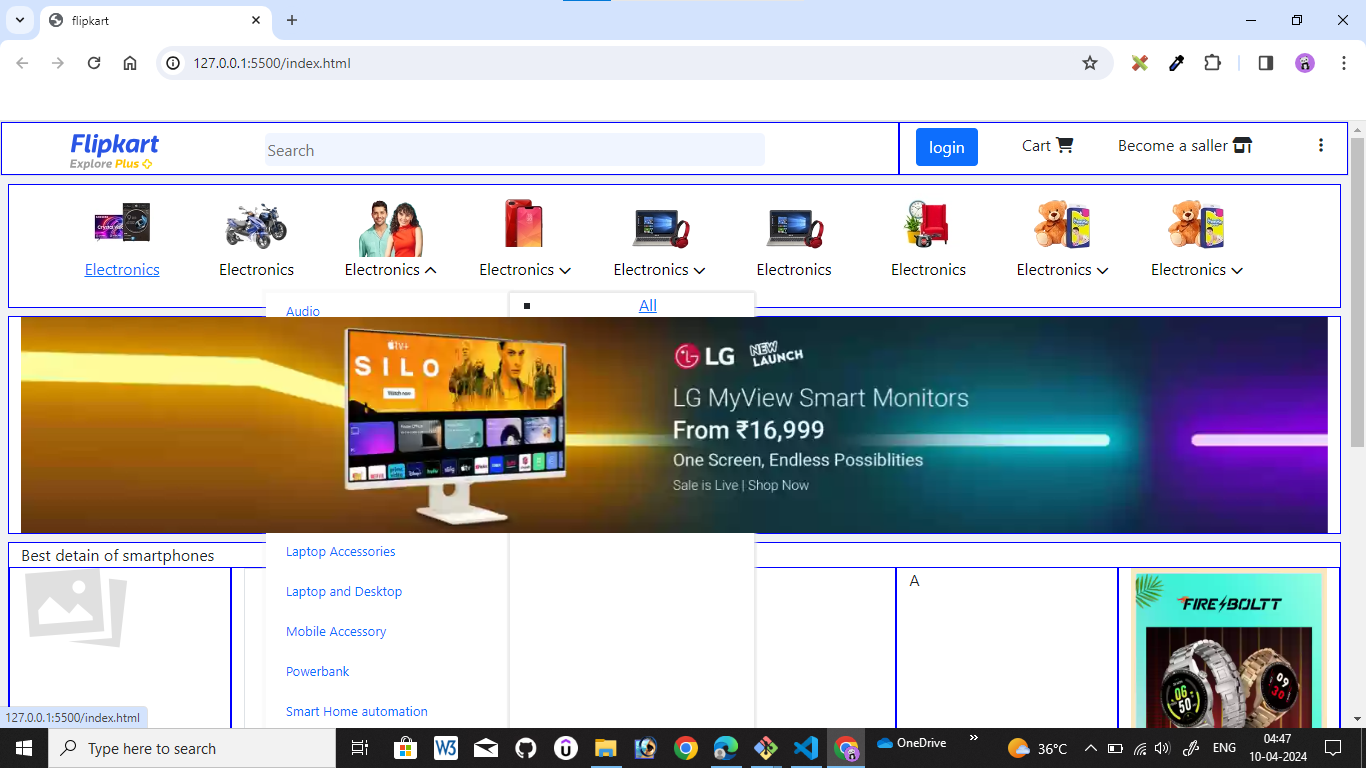 flipkart
127.0.0.1:5500/index.html
Flipkart
Explore Plus
Search
login
Cart
Become a saller
Electronics
Electronics
Electronics
Electronics
Electronics
Electronics
Electronics
Electronics
Electronics
Audio
All
tv+
SILO
Watch now
LG
NEW LAUNCH
LG MyView Smart Monitors
From ₹16,999
One Screen, Endless Possiblities
Sale is Live | Shop Now
Best detain of smartphones
Laptop Accessories
Laptop and Desktop
Mobile Accessory
Powerbank
Smart Home automation
A
FIRE BOLTT
127.0.0.1:5500/index.html
Type here to search
W3
OneDrive
36°C
ENG
04:47
10-04-2024